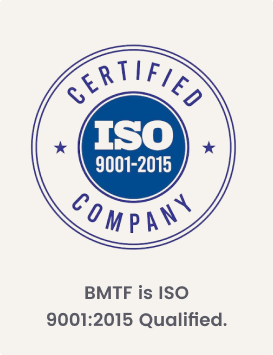 CERTIFIED
ISO
9001-2015
COMPANY
BMTF is ISO
9001:2015 Qualified.